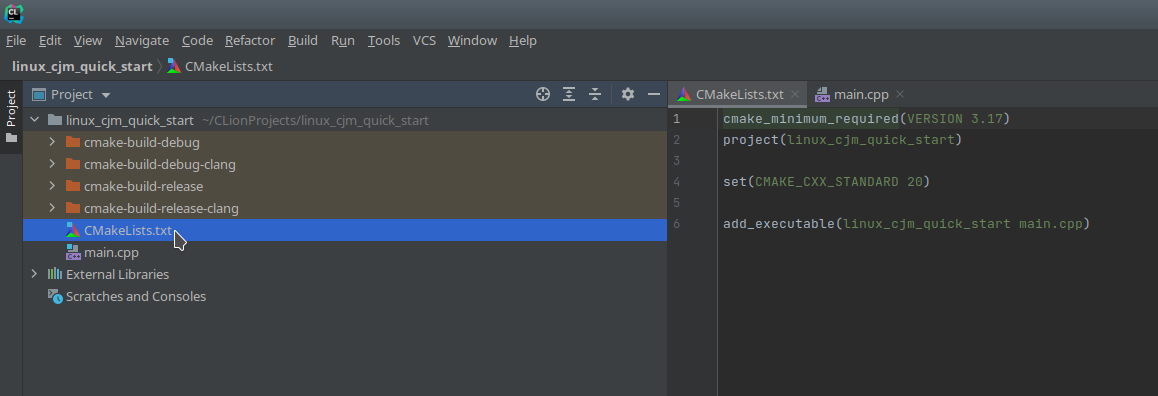 CL
File Edit View Navigate Code Refactor Build Run Tools VCS Window Help
linux_cjm_quick_start CMakeLists.txt
Project
Project
linux_cjm_quick_start ~/CLionProjects/linux_cjm_quick_start
cmake-build-debug
cmake-build-debug-clang
cmake-build-release
cmake-build-release-clang
CMakeLists.txt
main.cpp
External Libraries
Scratches and Consoles
CMakeLists.txt main.cpp
1 cmake_minimum_required(VERSION 3.17)
2 project(linux_cjm_quick_start)
3
4 set(CMAKE_CXX_STANDARD 20)
5
6 add_executable(linux_cjm_quick_start main.cpp)